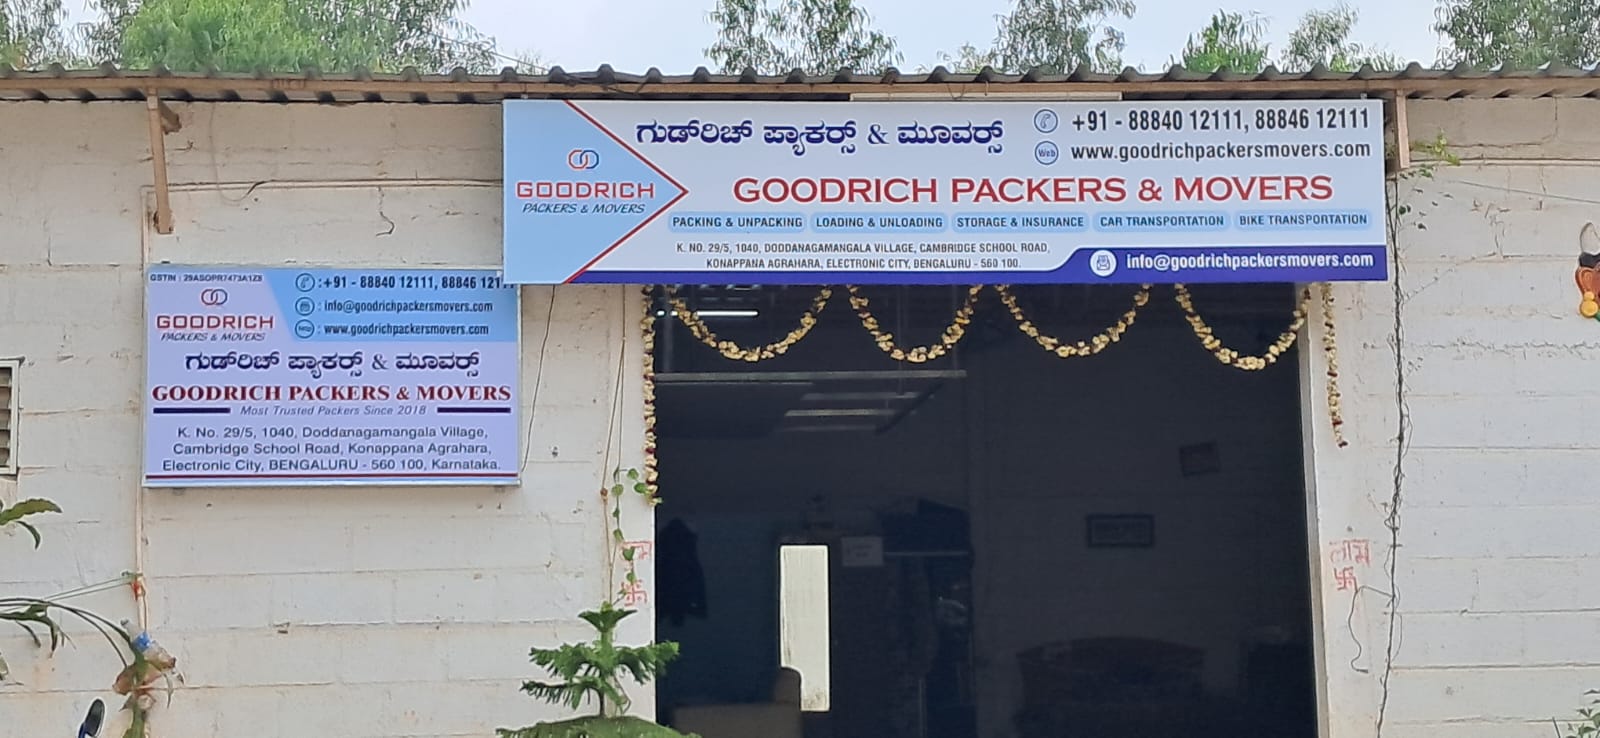 ಗುಡ್‌ರಿಚ್ ಪ್ಯಾಕರ್ಸ್ & ಮೂವರ್ಸ್
+91 - 88840 12111, 88846 12111
Web www.goodrichpackersmovers.com
GOODRICH
PACKERS & MOVERS
GOODRICH PACKERS & MOVERS
PACKING & UNPACKING LOADING & UNLOADING STORAGE & INSURANCE CAR TRANSPORTATION BIKE TRANSPORTATION
K. NO. 29/5, 1040, DODDANAGAMANGALA VILLAGE, CAMBRIDGE SCHOOL ROAD,
KONAPPANA AGRAHARA, ELECTRONIC CITY, BENGALURU - 560 100.
info@goodrichpackersmovers.com
GSTIN : 29ASOPR7473A1Z6
:+91 - 88840 12111, 88846 121
: info@goodrichpackersmovers.com
: www.goodrichpackersmovers.com
GOODRICH
PACKERS & MOVERS
ಗುಡ್‌ರಿಚ್ ಪ್ಯಾಕರ್ಸ್ & ಮೂವರ್ಸ್
GOODRICH PACKERS & MOVERS
Most Trusted Packers Since 2018
K. No. 29/5, 1040, Doddanagamangala Village,
Cambridge School Road, Konappana Agrahara,
Electronic City, BENGALURU - 560 100, Karnataka.
लाभ